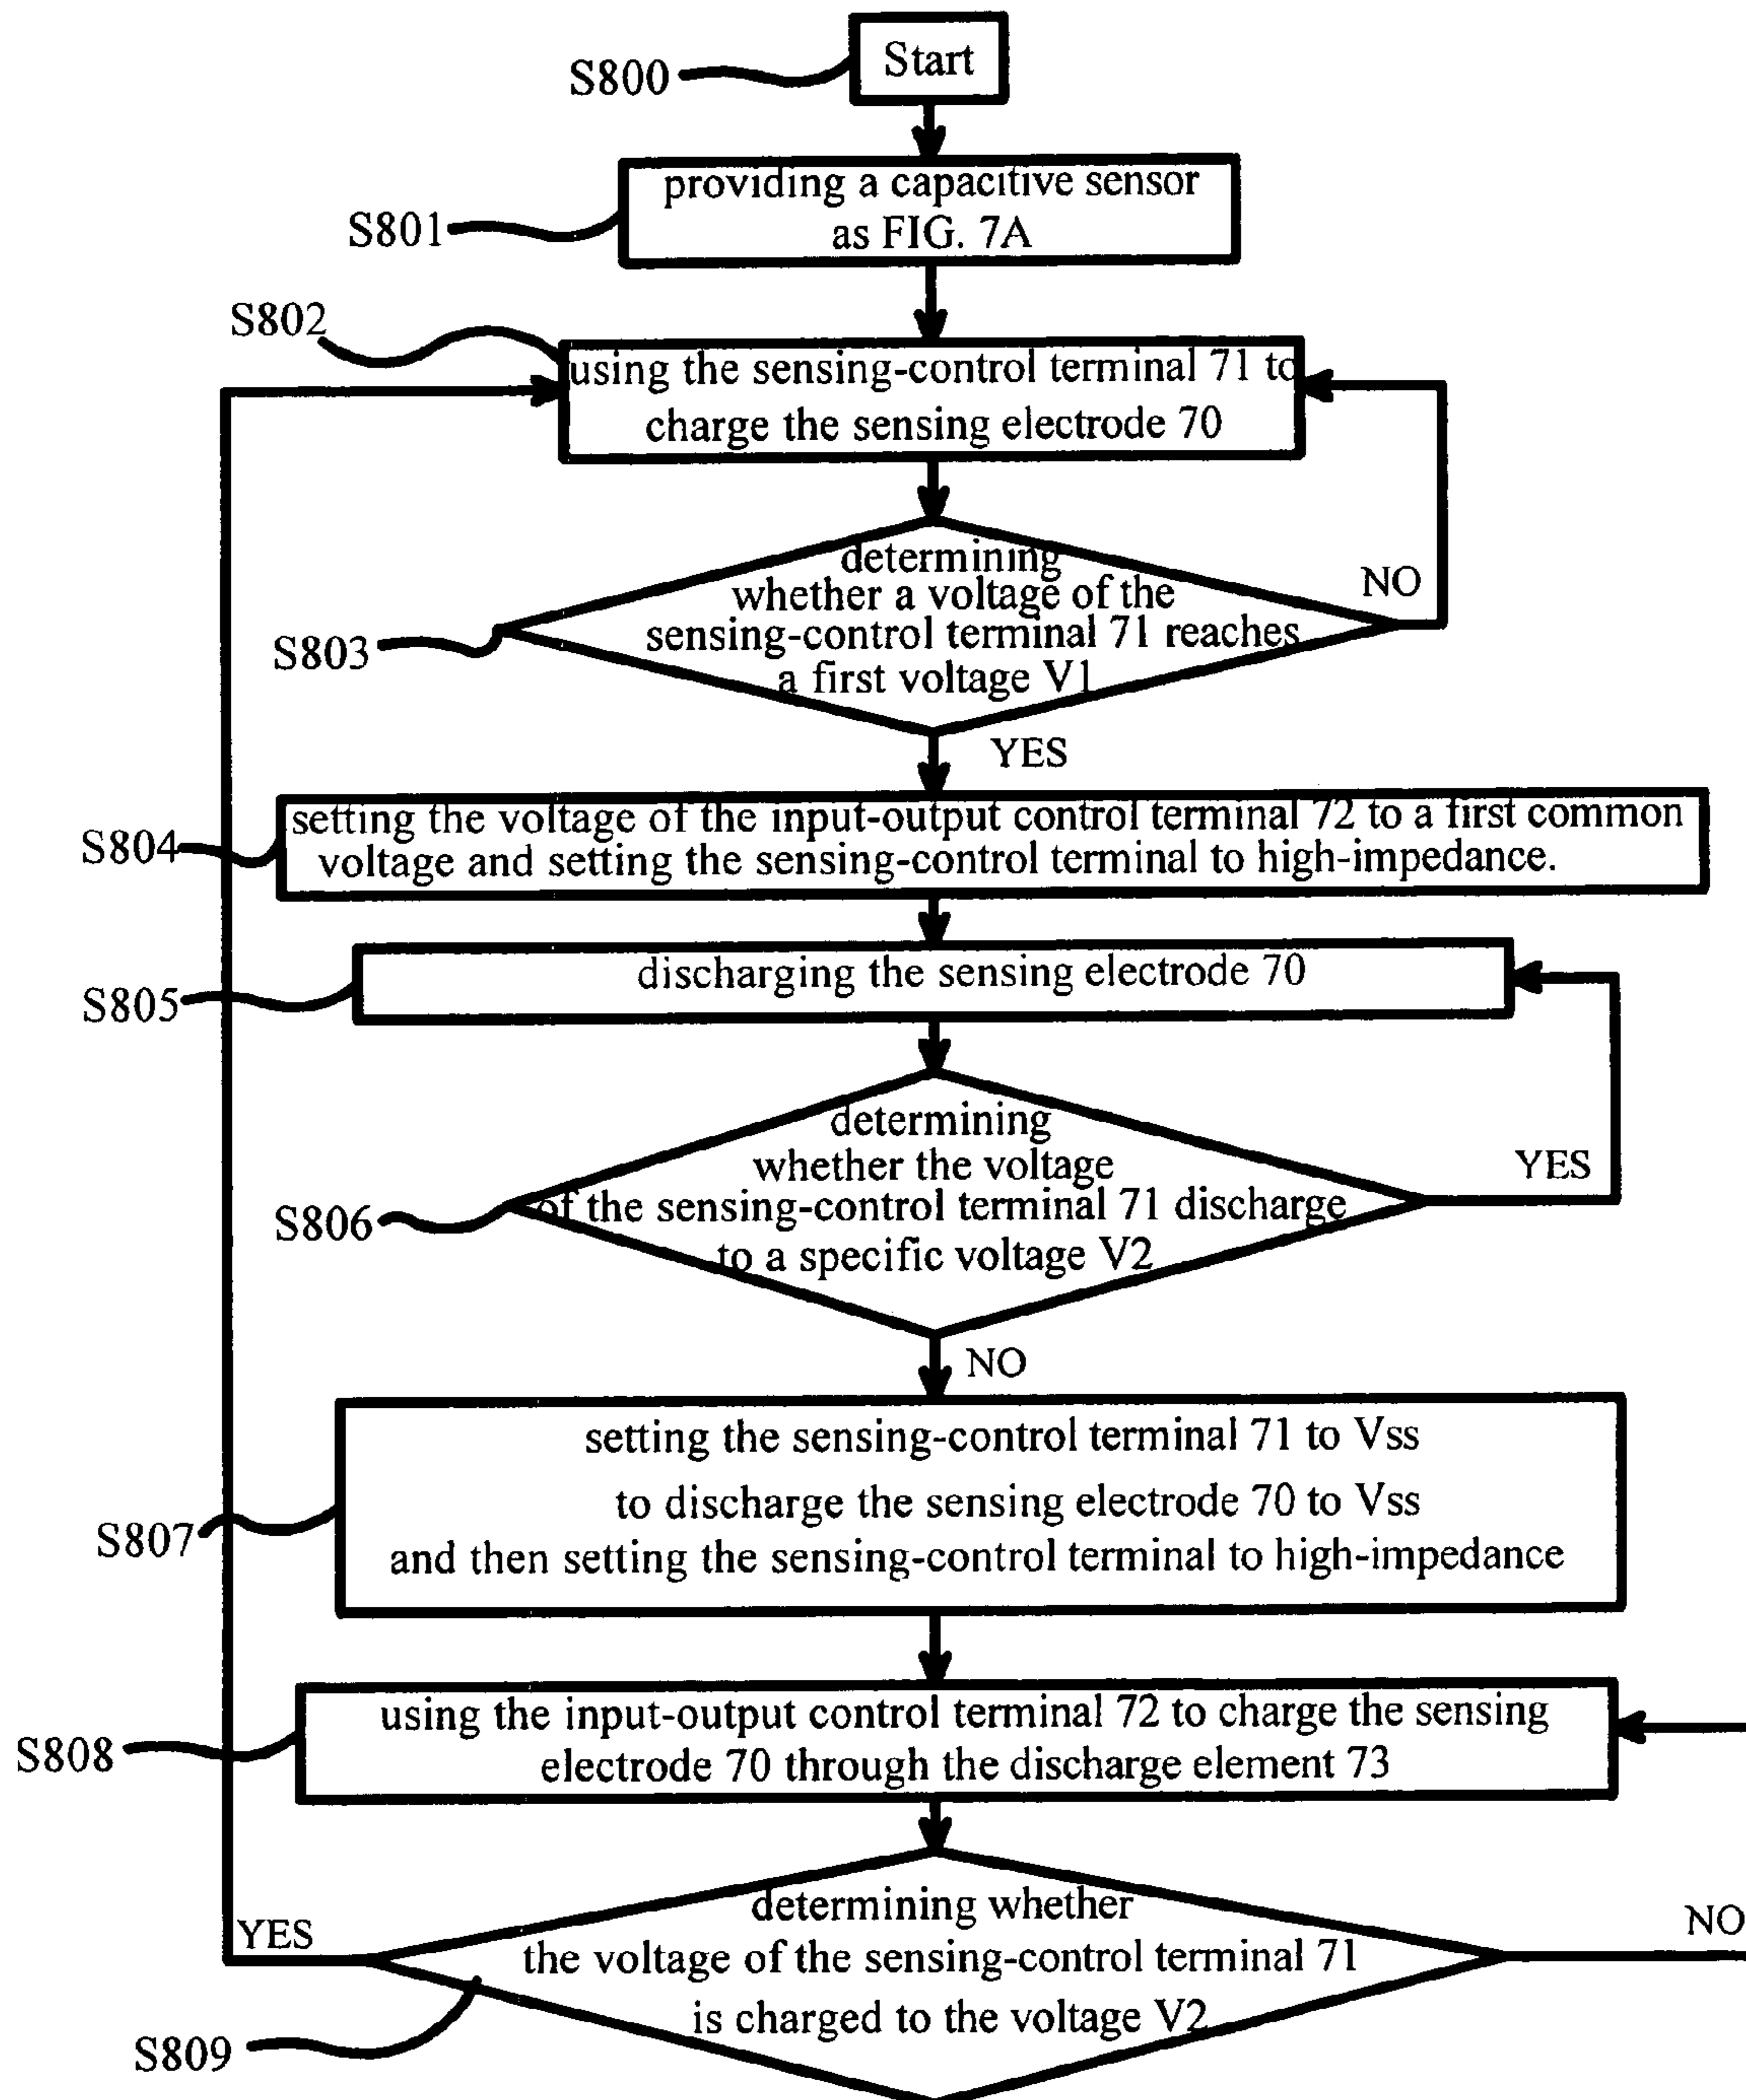 S800
Start
S801
providing a capacitive sensor
as FIG. 7A
S802
using the sensing-control terminal 71 to
charge the sensing electrode 70
S803
determining
whether a voltage of the
sensing-control terminal 71 reaches
a first voltage V1
NO
YES
S804
setting the voltage of the input-output control terminal 72 to a first common
voltage and setting the sensing-control terminal to high-impedance.
S805
discharging the sensing electrode 70
S806
determining
whether the voltage
of the sensing-control terminal 71 discharge
to a specific voltage V2
YES
NO
S807
setting the sensing-control terminal 71 to Vss
to discharge the sensing electrode 70 to Vss
and then setting the sensing-control terminal to high-impedance
S808
using the input-output control terminal 72 to charge the sensing
electrode 70 through the discharge element 73
S809
determining whether
the voltage of the sensing-control terminal 71
is charged to the voltage V2
YES
NO